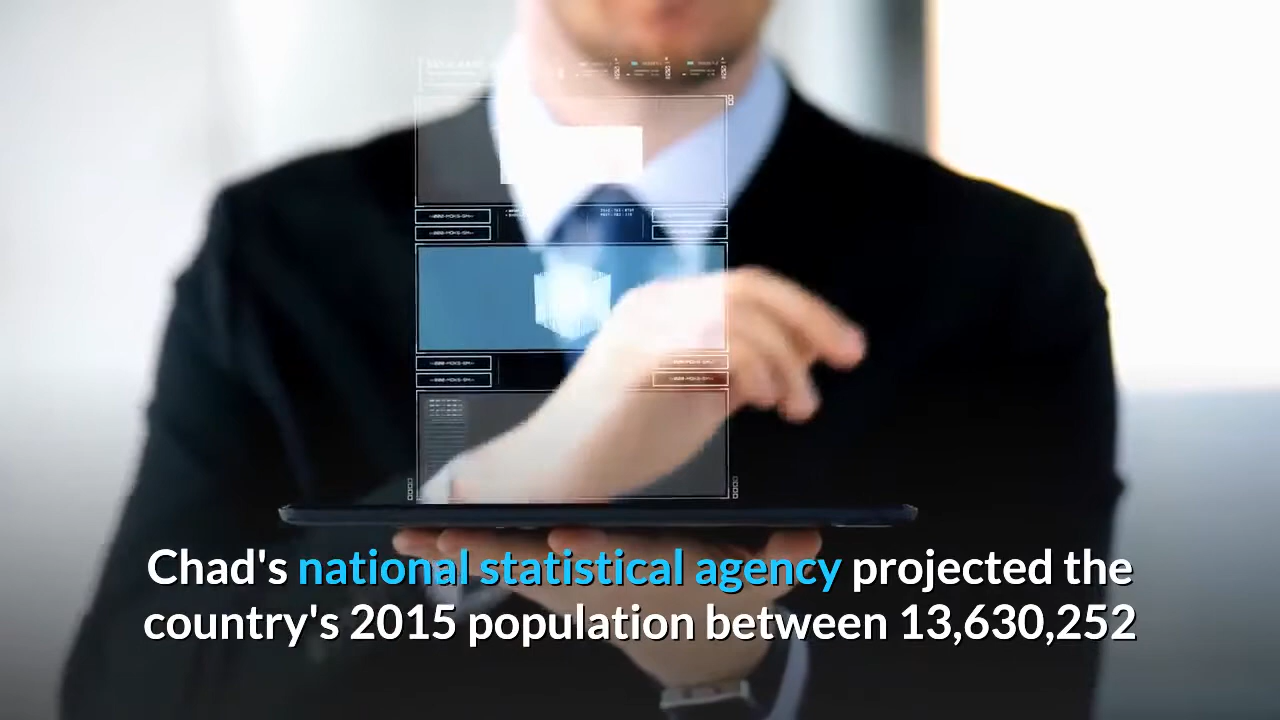 Chad's national statistical agency projected the
country's 2015 population between 13,630,252